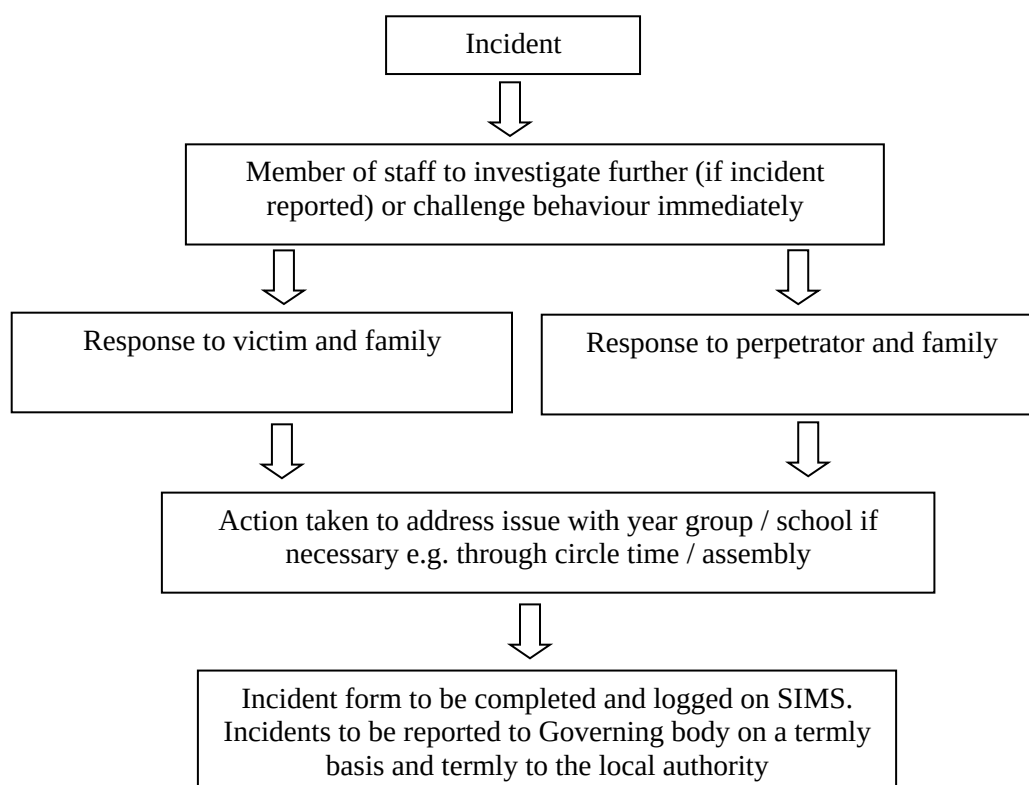 Incident
Member of staff to investigate further (if incident
reported) or challenge behaviour immediately
Response to victim and family
Response to perpetrator and family
Action taken to address issue with year group / school if
necessary e.g. through circle time / assembly
Incident form to be completed and logged on SIMS.
Incidents to be reported to Governing body on a termly
basis and termly to the local authority